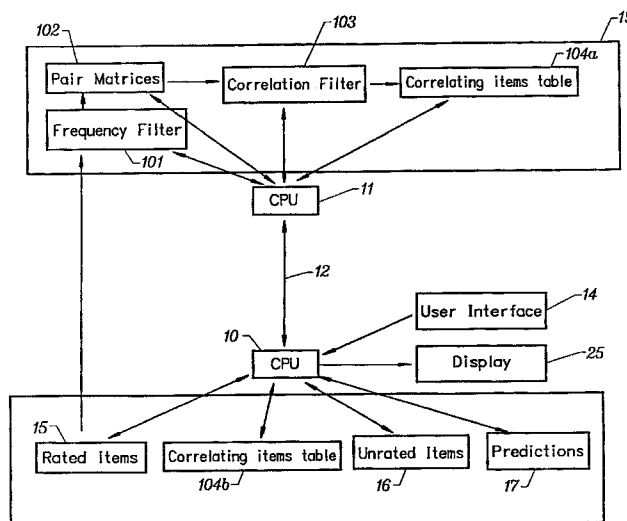 102
103
104a
Pair Matrices
Correlation Filter
Correlating items table
Frequency Filter
101
CPU
11
12
User Interface
14
10
CPU
Display
25
15
Rated Items
Correlating items table
104b
Unrated Items
16
Predictions
17